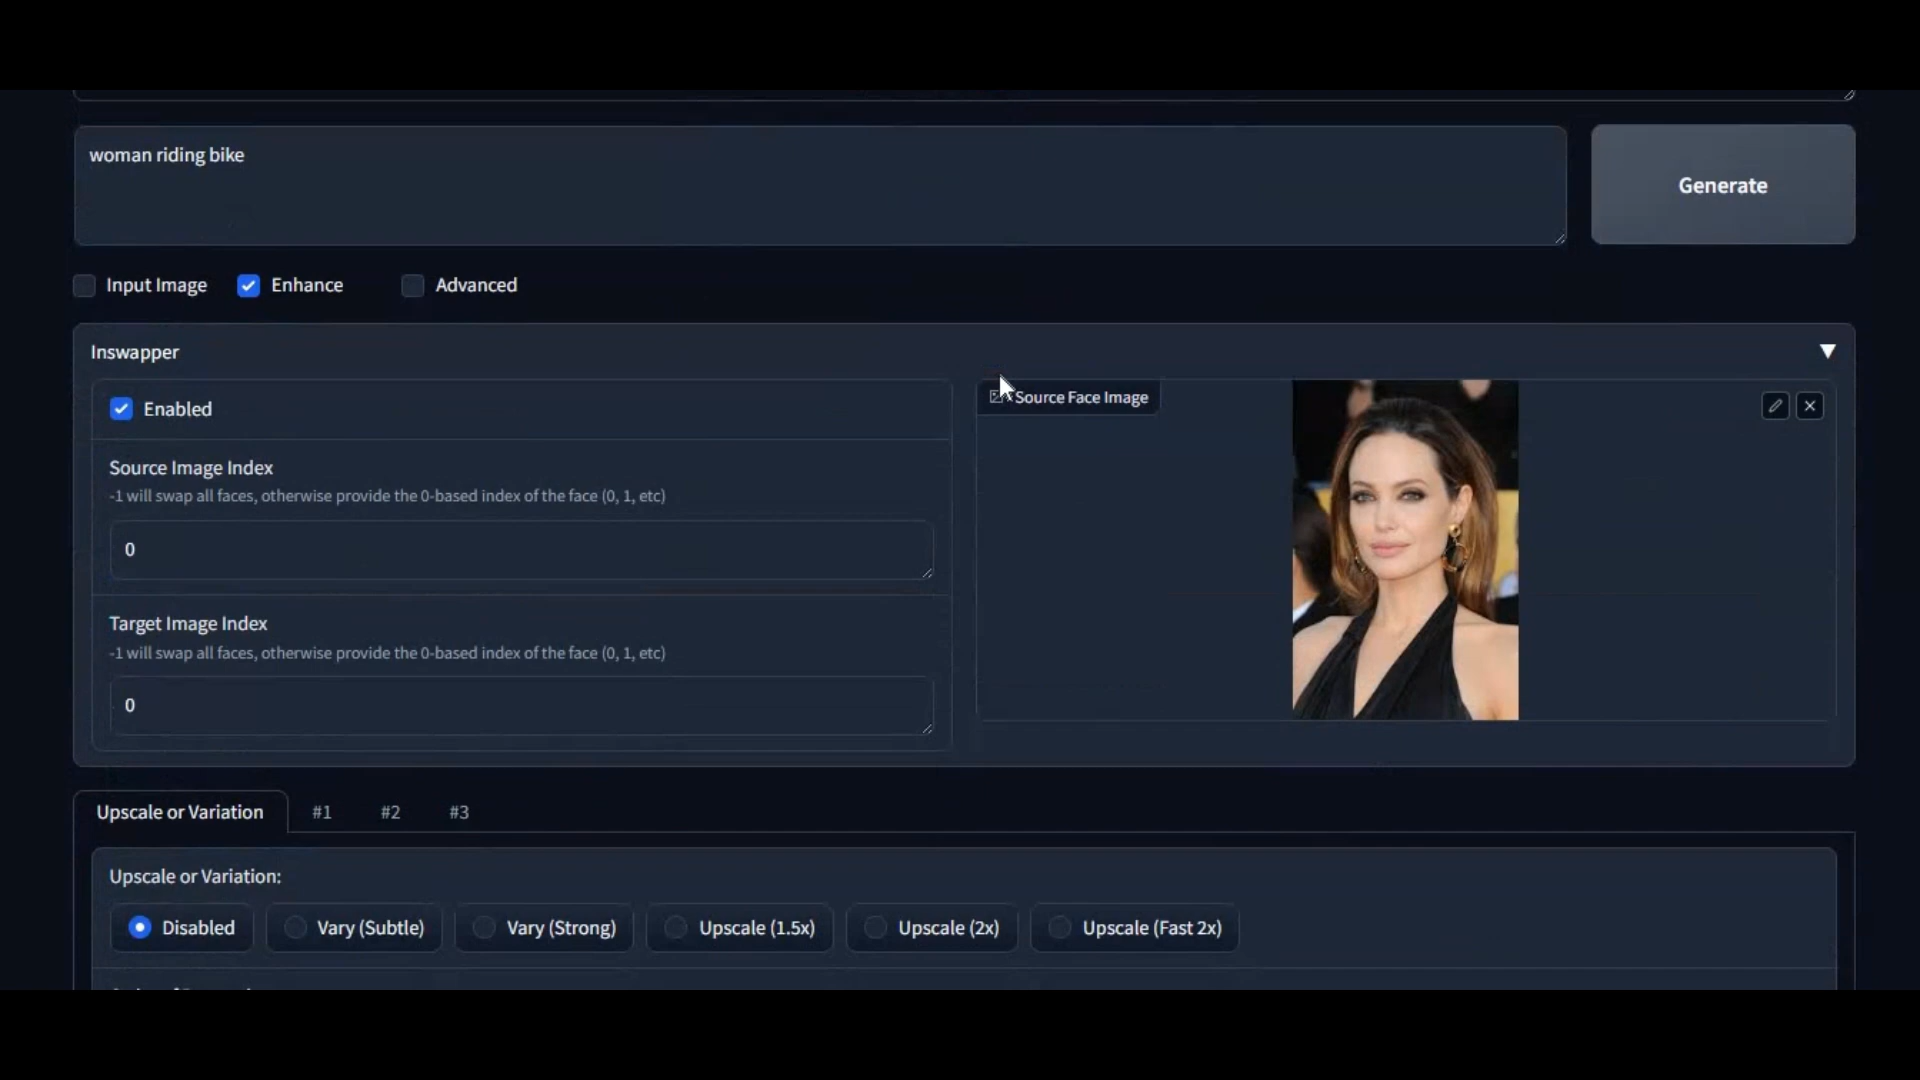 woman riding bike
Generate
Input Image
Enhance
Advanced
Inswapper
Enabled
Source Image Index
-1 will swap all faces, otherwise provide the 0-based index of the face (0, 1, etc)
0
Target Image Index
-1 will swap all faces, otherwise provide the 0-based index of the face (0, 1, etc)
0
Source Face Image
Upscale or Variation
#1
#2
#3
Upscale or Variation:
Disabled
Vary (Subtle)
Vary (Strong)
Upscale (1.5x)
Upscale (2x)
Upscale (Fast 2x)